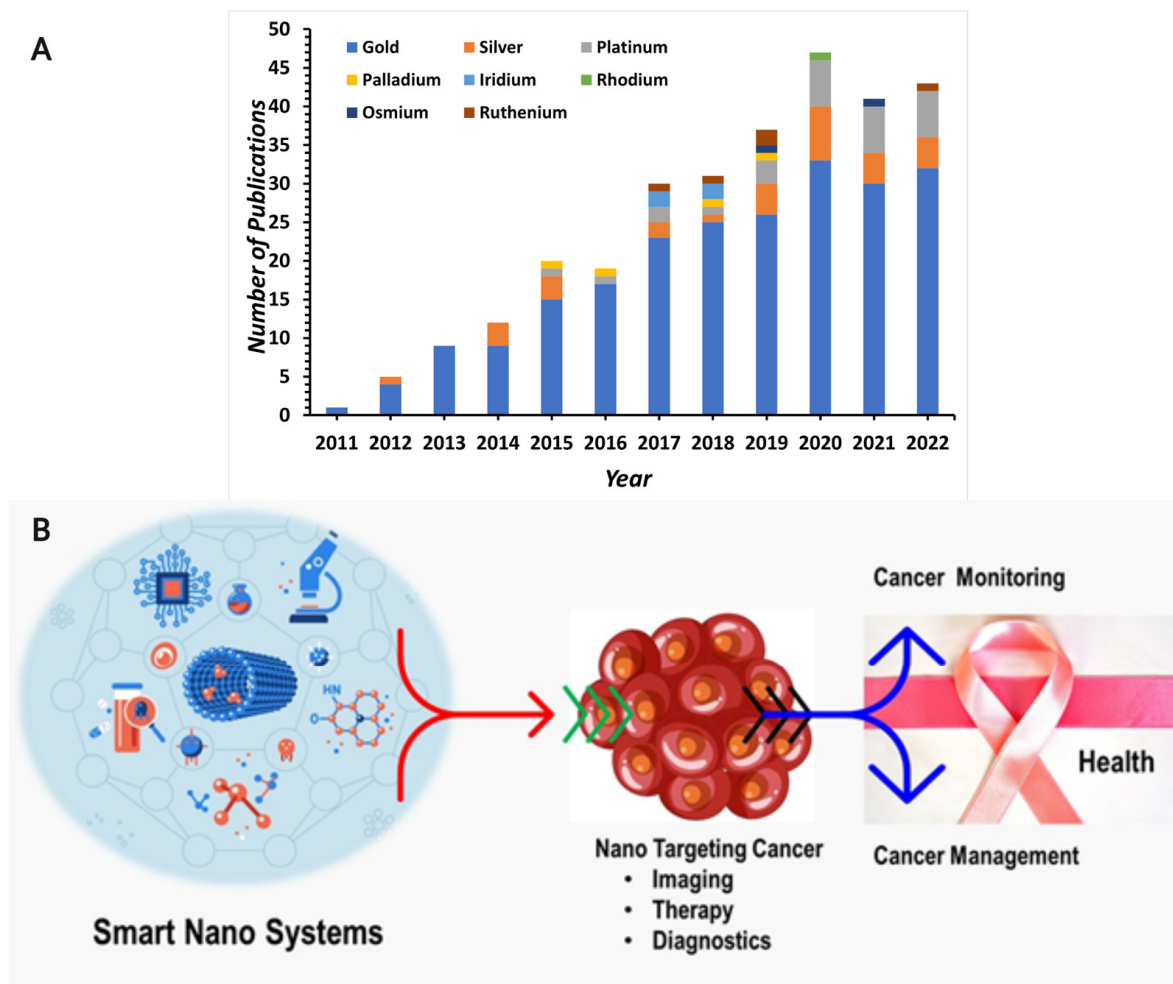 A
Number of Publications
50
45
40
35
30
25
20
15
10
5
0
Gold
Silver
Platinum
Palladium
Iridium
Rhodium
Osmium
Ruthenium
2011 2012 2013 2014 2015 2016 2017 2018 2019 2020 2021 2022
Year
B
HN
O
Smart Nano Systems
Nano Targeting Cancer
• Imaging
• Therapy
• Diagnostics
Cancer Monitoring
Health
Cancer Management